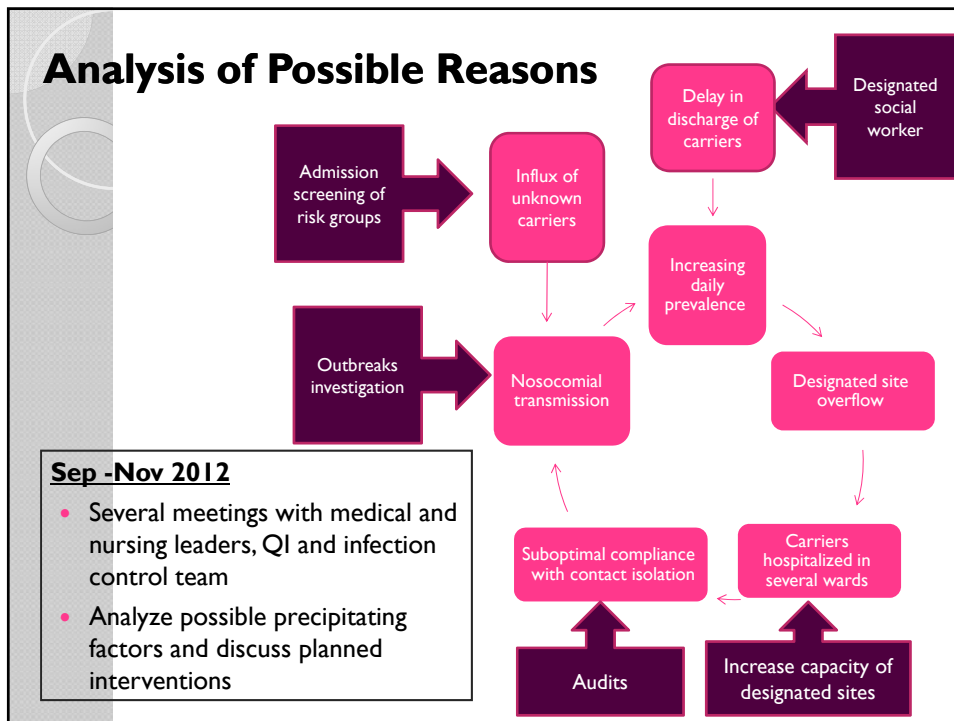 Analysis of Possible Reasons
Delay in
discharge of
carriers
Designated
social
worker
Admission
screening of
risk groups
Influx of
unknown
carriers
Increasing
daily
prevalence
Outbreaks
investigation
Nosocomial
transmission
Designated site
overflow
Sep -Nov 2012
• Several meetings with medical and
nursing leaders, QI and infection
control team
• Analyze possible precipitating
factors and discuss planned
interventions
Suboptimal compliance
with contact isolation
Carriers
hospitalized in
several wards
Audits
Increase capacity of
designated sites